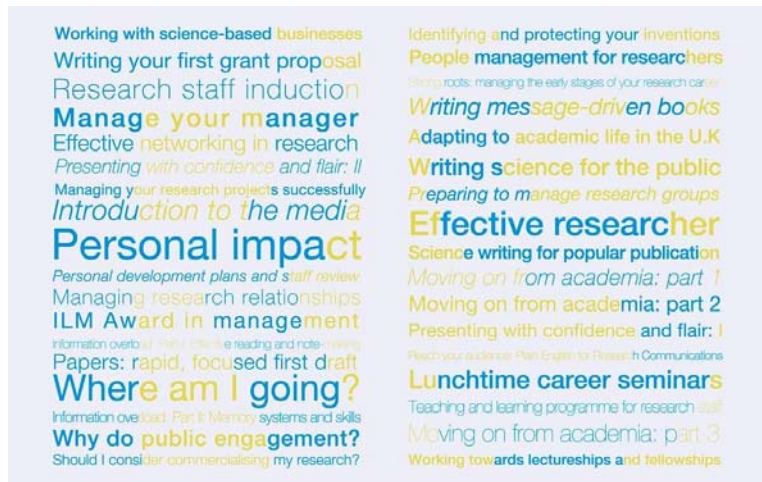 Working with science-based businesses
Writing your first grant proposal
Research staff induction
Manage your manager
Effective networking in research
Presenting with confidence and flair: II
Managing your research projects successfully
Introduction to the media
Personal impact
Personal development plans and staff review
Managing research relationships
ILM Award in management
Information overload: Part I: Effective reading and note-making
Papers: rapid, focused first draft
Where am I going?
Information overload: Part II: Memory systems and skills
Why do public engagement?
Should I consider commercialising my research?
Identifying and protecting your inventions
People management for researchers
Strong roots: managing the early stages of your research career
Writing message-driven books
Adapting to academic life in the U.K
Writing science for the public
Preparing to manage research groups
Effective researcher
Science writing for popular publication
Moving on from academia: part 1
Moving on from academia: part 2
Presenting with confidence and flair: I
Reach your audience: Plain English for Research Communications
Lunchtime career seminars
Teaching and learning programme for research staff
Moving on from academia: part 3
Working towards lectureships and fellowships